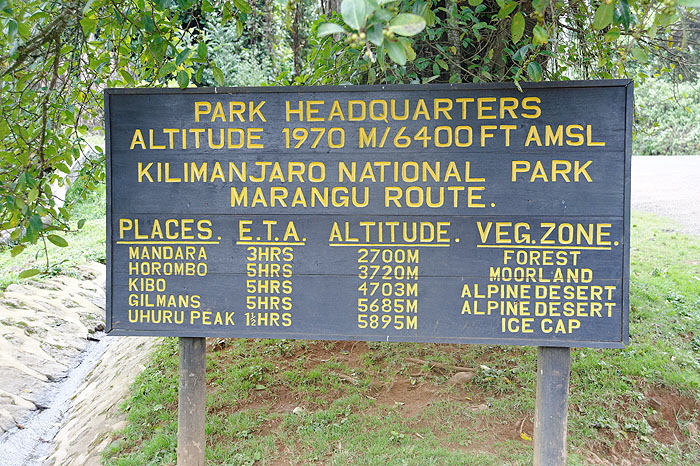 PARK HEADQUARTERS
ALTITUDE 1970 M/6400 FT AMSL
KILIMANJARO NATIONAL PARK
MARANGU ROUTE.
PLACES. E.T.A. ALTITUDE. VEG. ZONE.
MANDARA 3HRS 2700M FOREST
HOROMBO 5HRS 3720M MOORLAND
KIBO 5HRS 4703M ALPINE DESERT
GILMANS 5HRS 5685M ALPINE DESERT
UHURU PEAK 1½HRS 5895M ICE CAP